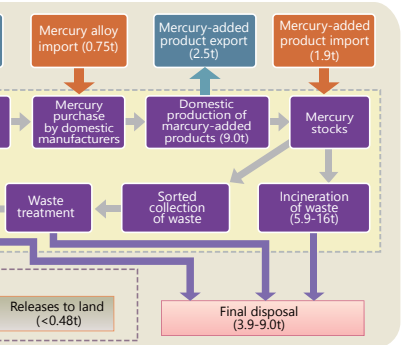 Mercury alloy
import (0.75t)
Mercury-added
product export
(2.5t)
Mercury-added
product import
(1.9t)
Mercury
purchase
by domestic
manufacturers
Domestic
production of
marcury-added
products (9.0t)
Mercury
stocks
Waste
treatment
Sorted
collection
of waste
Incineration
of waste
(5.9-16t)
Releases to land
(<0.48t)
Final disposal
(3.9-9.0t)